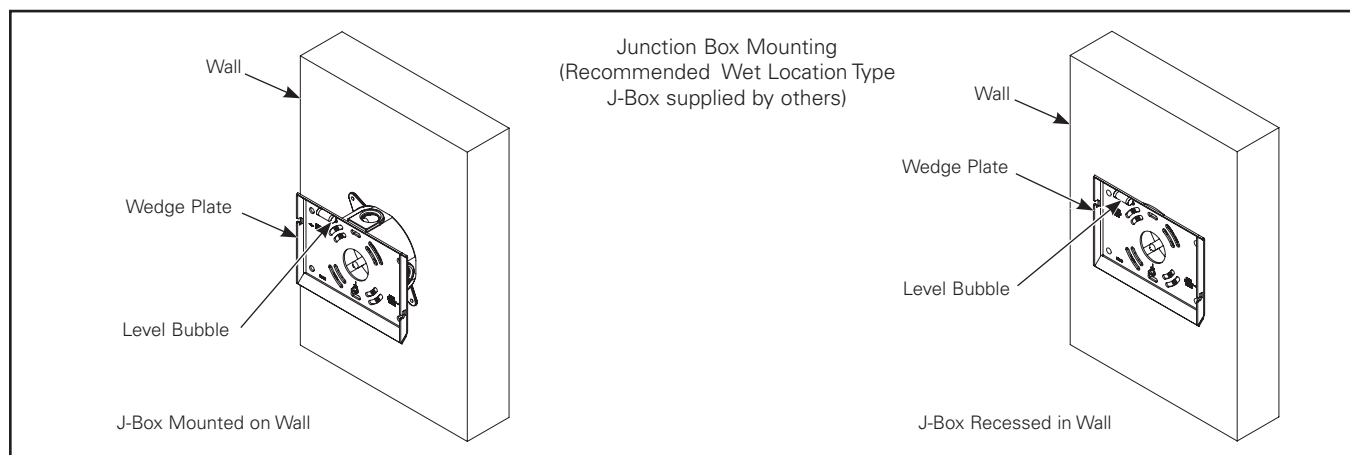 Junction Box Mounting
(Recommended Wet Location Type
J-Box supplied by others)
Wall
Wedge Plate
Level Bubble
J-Box Mounted on Wall
Wall
Wedge Plate
Level Bubble
J-Box Recessed in Wall